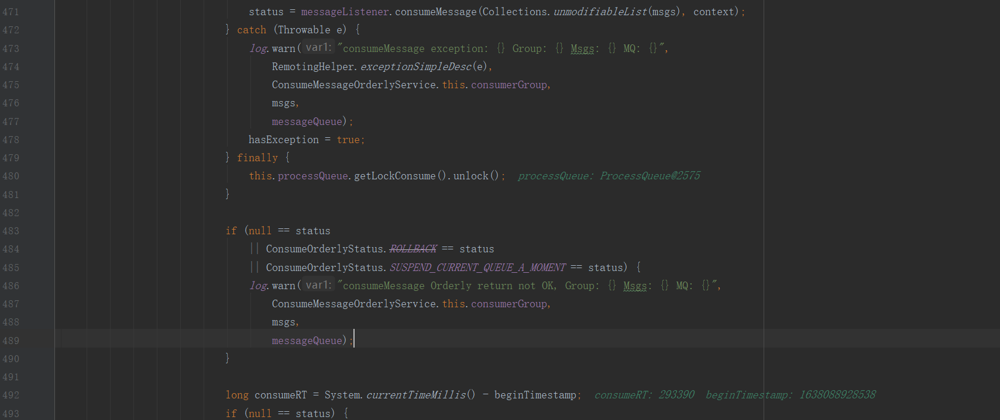 471 status = messageListener.consumeMessage(Collections.unmodifiableList(msgs), context);
472 } catch (Throwable e) {
473 log.warn( var1: "consumeMessage exception: {} Group: {} Msgs: {} MQ: {}",
474 RemotingHelper.exceptionSimpleDesc(e),
475 ConsumeMessageOrderlyService.this.consumerGroup,
476 msgs,
477 messageQueue);
478 hasException = true;
479 } finally {
480 this.processQueue.getLockConsume().unlock(); processQueue: ProcessQueue@2575
481 }
482
483 if (null == status
484 || ConsumeOrderlyStatus.ROLLBACK == status
485 || ConsumeOrderlyStatus.SUSPEND_CURRENT_QUEUE_A_MOMENT == status) {
486 log.warn( var1: "consumeMessage Orderly return not OK, Group: {} Msgs: {} MQ: {}",
487 ConsumeMessageOrderlyService.this.consumerGroup,
488 msgs,
489 messageQueue);
490 }
491
492 long consumeRT = System.currentTimeMillis() - beginTimestamp; consumeRT: 293390 beginTimestamp: 1638088928538
493 if (null == status) {